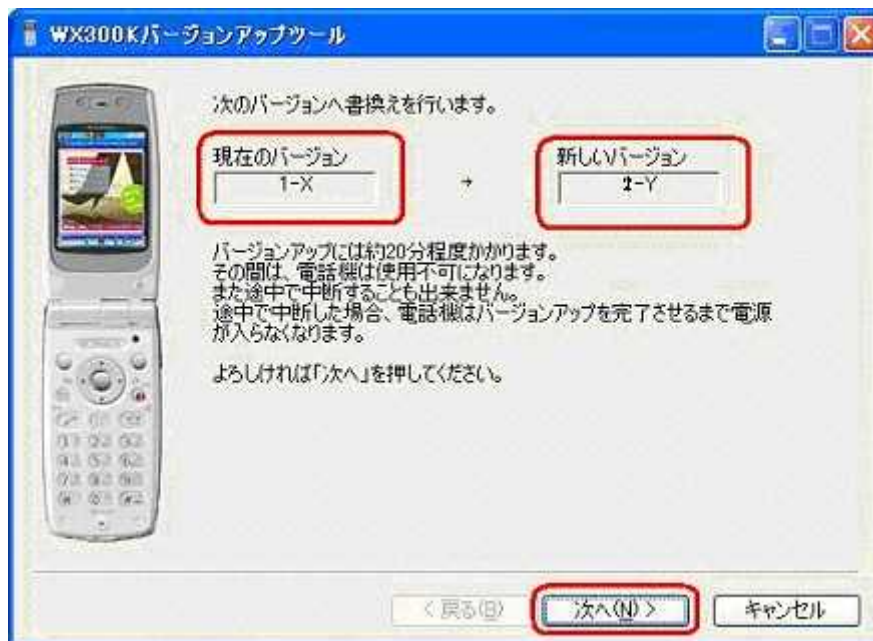 WX300Kバージョンアップツール
次のバージョンへ書換えを行います。
現在のバージョン
新しいバージョン
1-X
→
2-Y
バージョンアップには約20分程度かかります。
その間は、電話機は使用不可になります。
また途中で中断することも出来ません。
途中で中断した場合、電話機はバージョンアップを完了させるまで電源
が入らなくなります。
よろしければ「次へ」を押してください。
< 戻る(B)
次へ(N) >
キャンセル